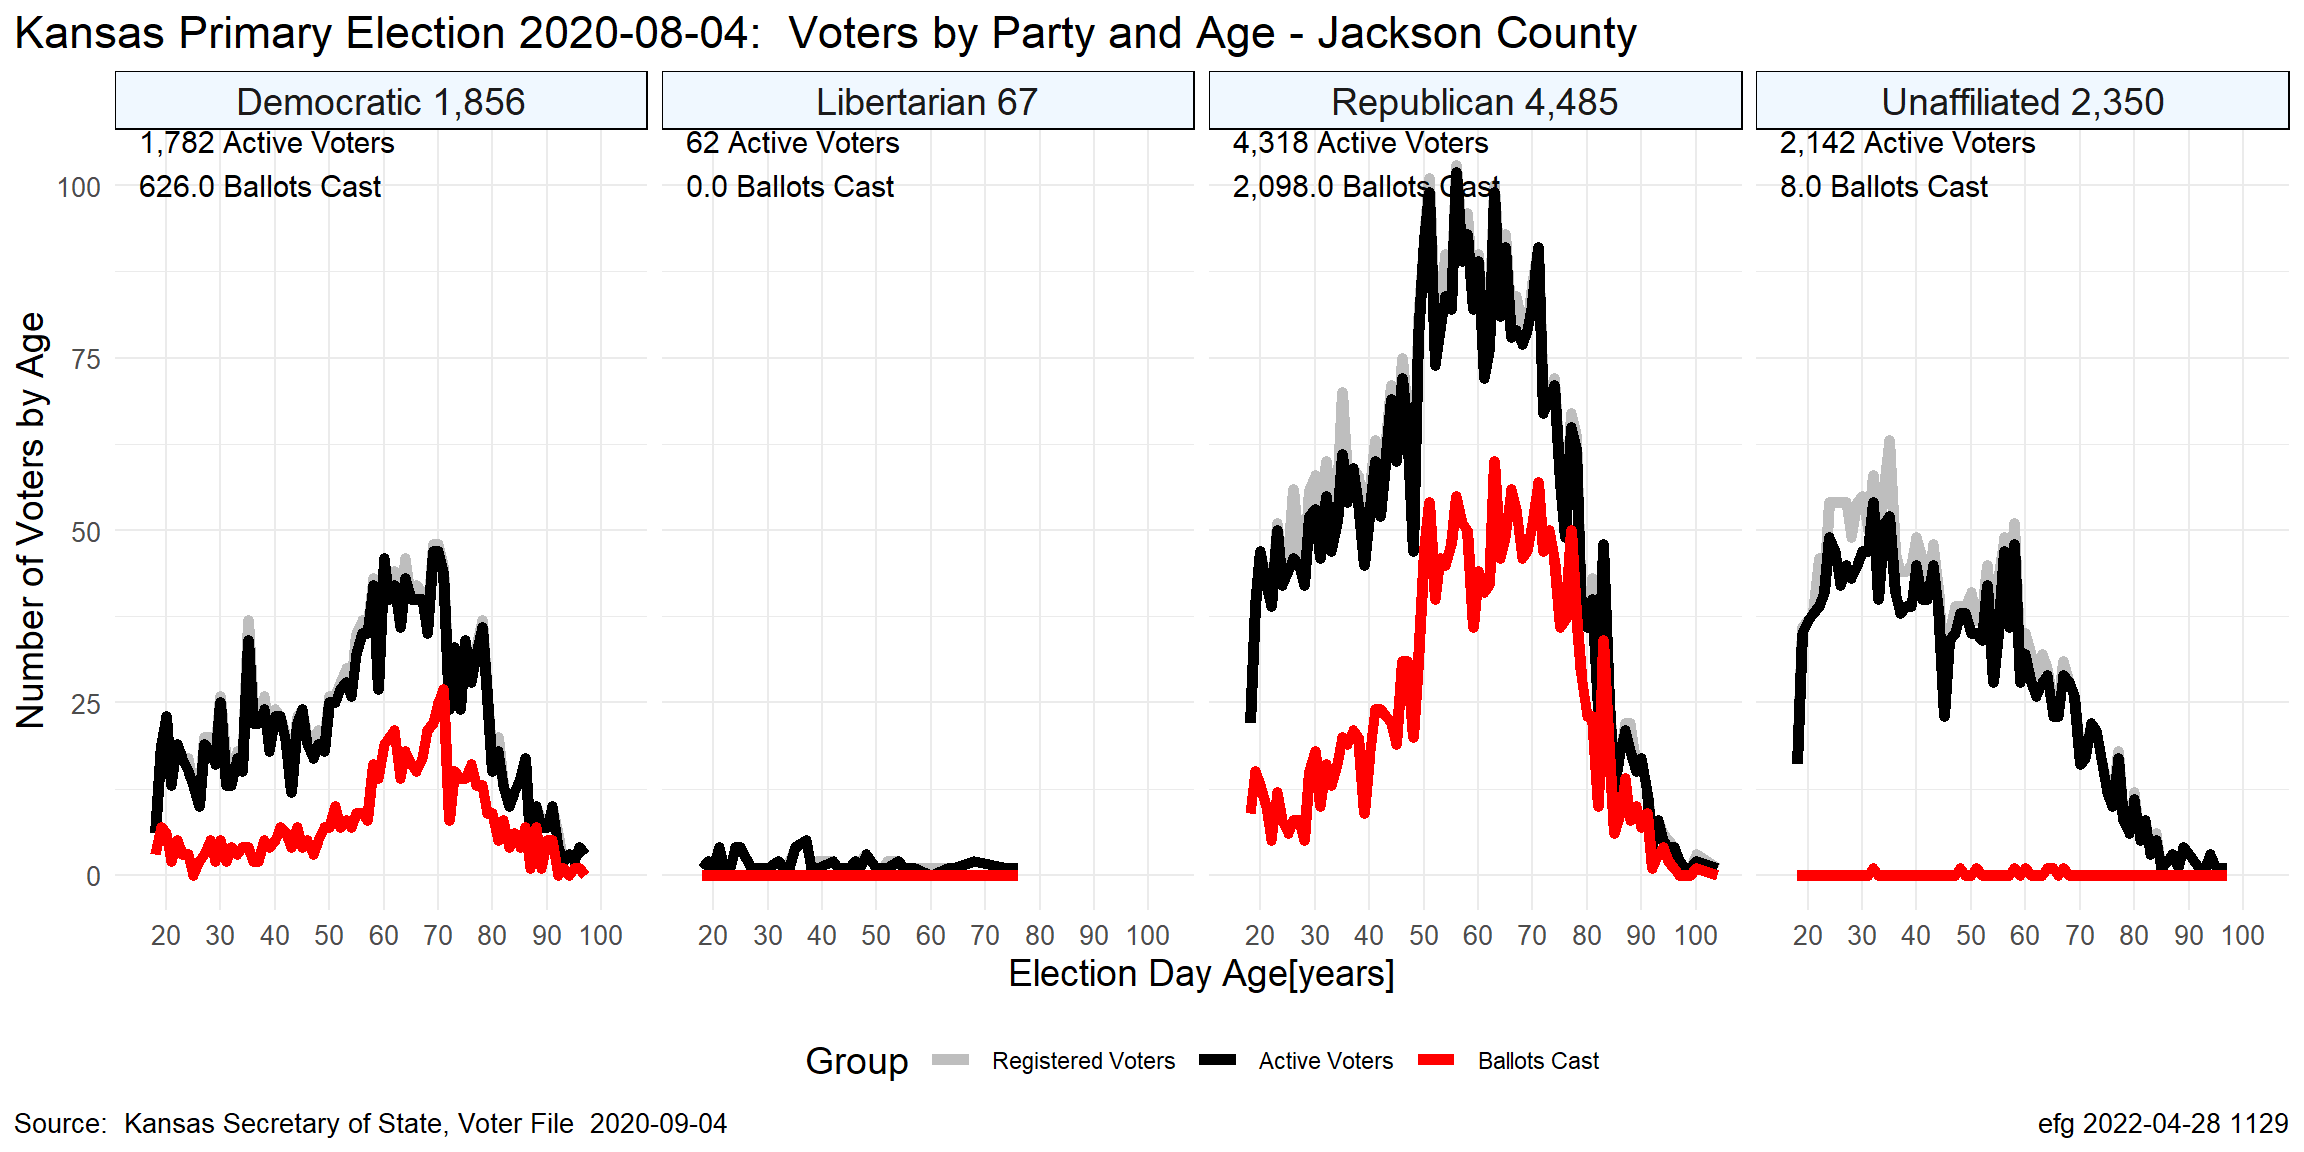 Kansas Primary Election 2020-08-04:  Voters by Party and Age - Jackson County
Democratic 1,856
Libertarian 67
Republican 4,485
Unaffiliated 2,350
1,782 Active Voters
626.0 Ballots Cast
62 Active Voters
0.0 Ballots Cast
4,318 Active Voters
2,098.0 Ballots Cast
2,142 Active Voters
8.0 Ballots Cast
Number of Voters by Age
100
75
50
25
0
20 30 40 50 60 70 80 90 100
20 30 40 50 60 70 80 90 100
20 30 40 50 60 70 80 90 100
20 30 40 50 60 70 80 90 100
Election Day Age[years]
Group Registered Voters Active Voters Ballots Cast
Source:  Kansas Secretary of State, Voter File  2020-09-04
efg 2022-04-28 1129